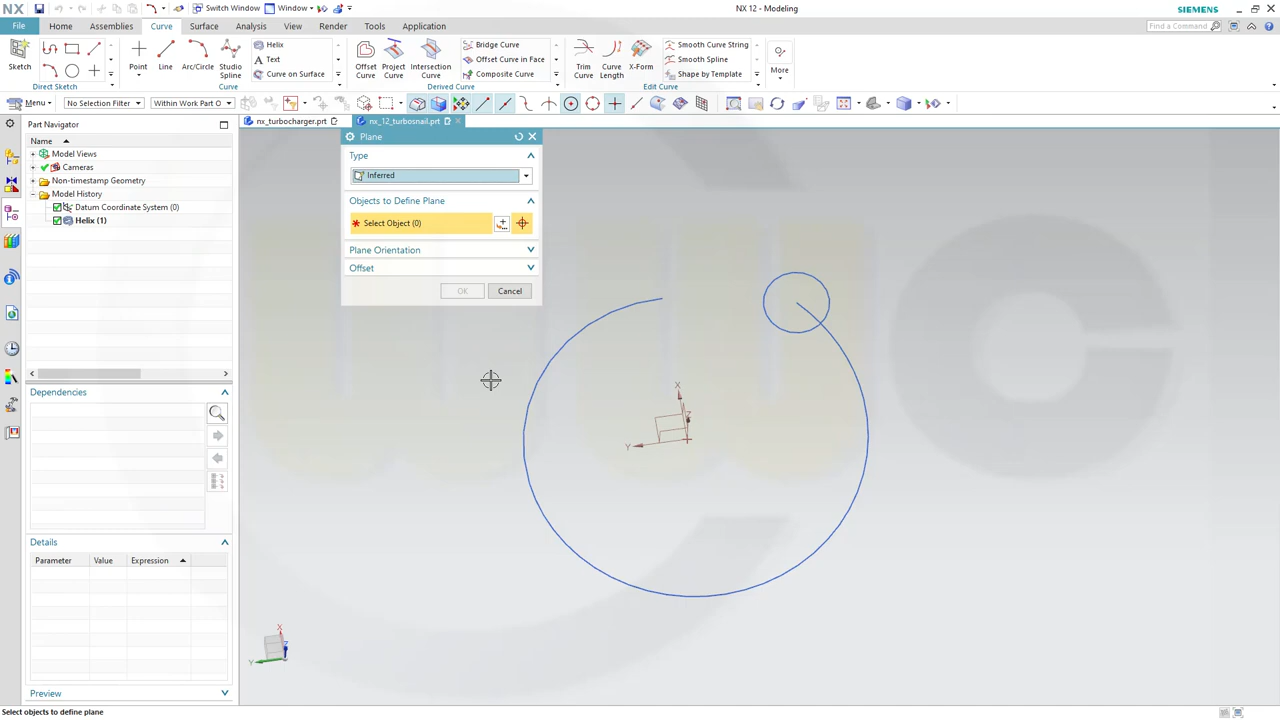 NX
Switch Window
Window
NX 12 - Modeling
SIEMENS
File
Home
Assemblies
Curve
Surface
Analysis
View
Render
Tools
Application
Find a Command
Sketch
Direct Sketch
Point
Line
Arc/Circle
Studio Spline
Helix
Text
Curve on Surface
Curve
Offset Curve
Project Curve
Intersection Curve
Bridge Curve
Offset Curve in Face
Composite Curve
Derived Curve
Trim Curve
Curve Length
X-Form
Smooth Curve String
Smooth Spline
Shape by Template
Edit Curve
More
Menu
No Selection Filter
Within Work Part O
Part Navigator
nx_turbocharger.prt
nx_12_turbosnail.prt
Name
Model Views
Cameras
Non-timestamp Geometry
Model History
Datum Coordinate System (0)
Helix (1)
Plane
Type
Inferred
Objects to Define Plane
* Select Object (0)
Plane Orientation
Offset
OK
Cancel
X
Z
Y
Dependencies
Details
Parameter
Value
Expression
X
Z
Y
Preview
Select objects to define plane